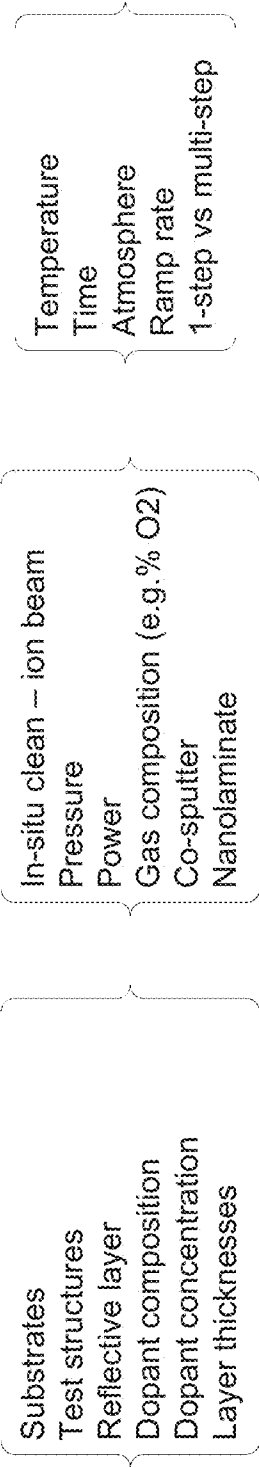 Substrates
Test structures
Reflective layer
Dopant composition
Dopant concentration
Layer thicknesses
In-situ clean – ion beam
Pressure
Power
Gas composition (e.g.% O2)
Co-sputter
Nanolaminate
Temperature
Time
Atmosphere
Ramp rate
1-step vs multi-step